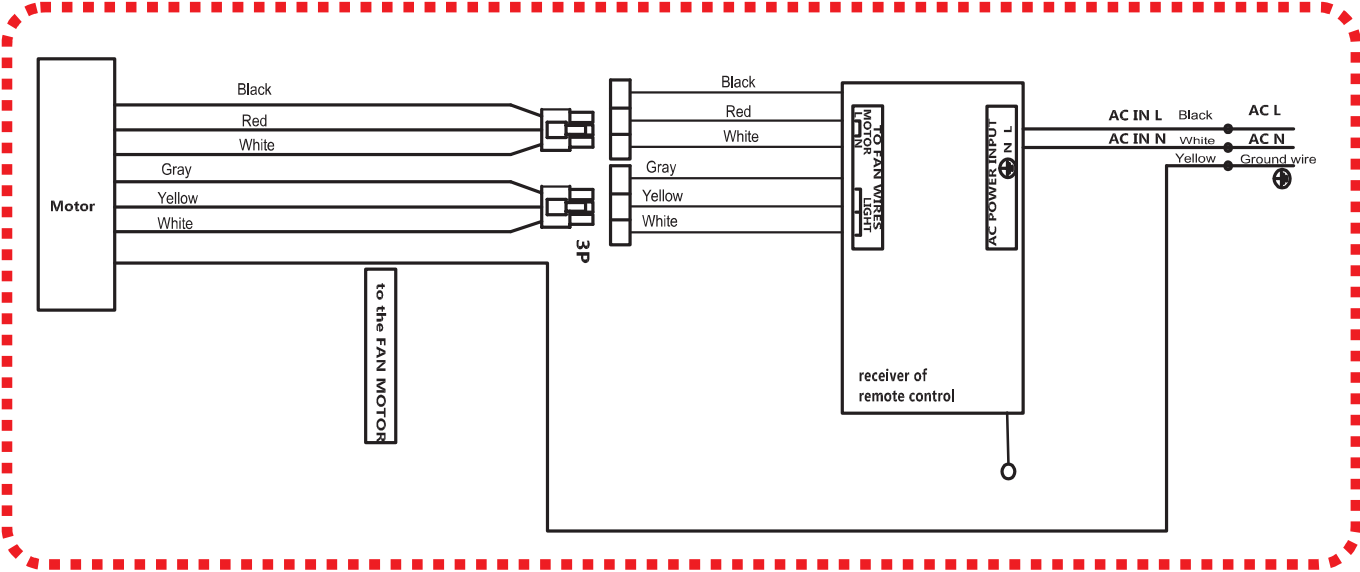 Motor
Black
Red
White
Gray
Yellow
White
3P
to the FAN MOTOR
Black
Red
White
Gray
Yellow
White
TO FAN WIRES
MOTOR
L N
LIGHT
AC POWER INPUT
N L
receiver of
remote control
AC IN L Black AC L
AC IN N White AC N
Yellow Ground wire